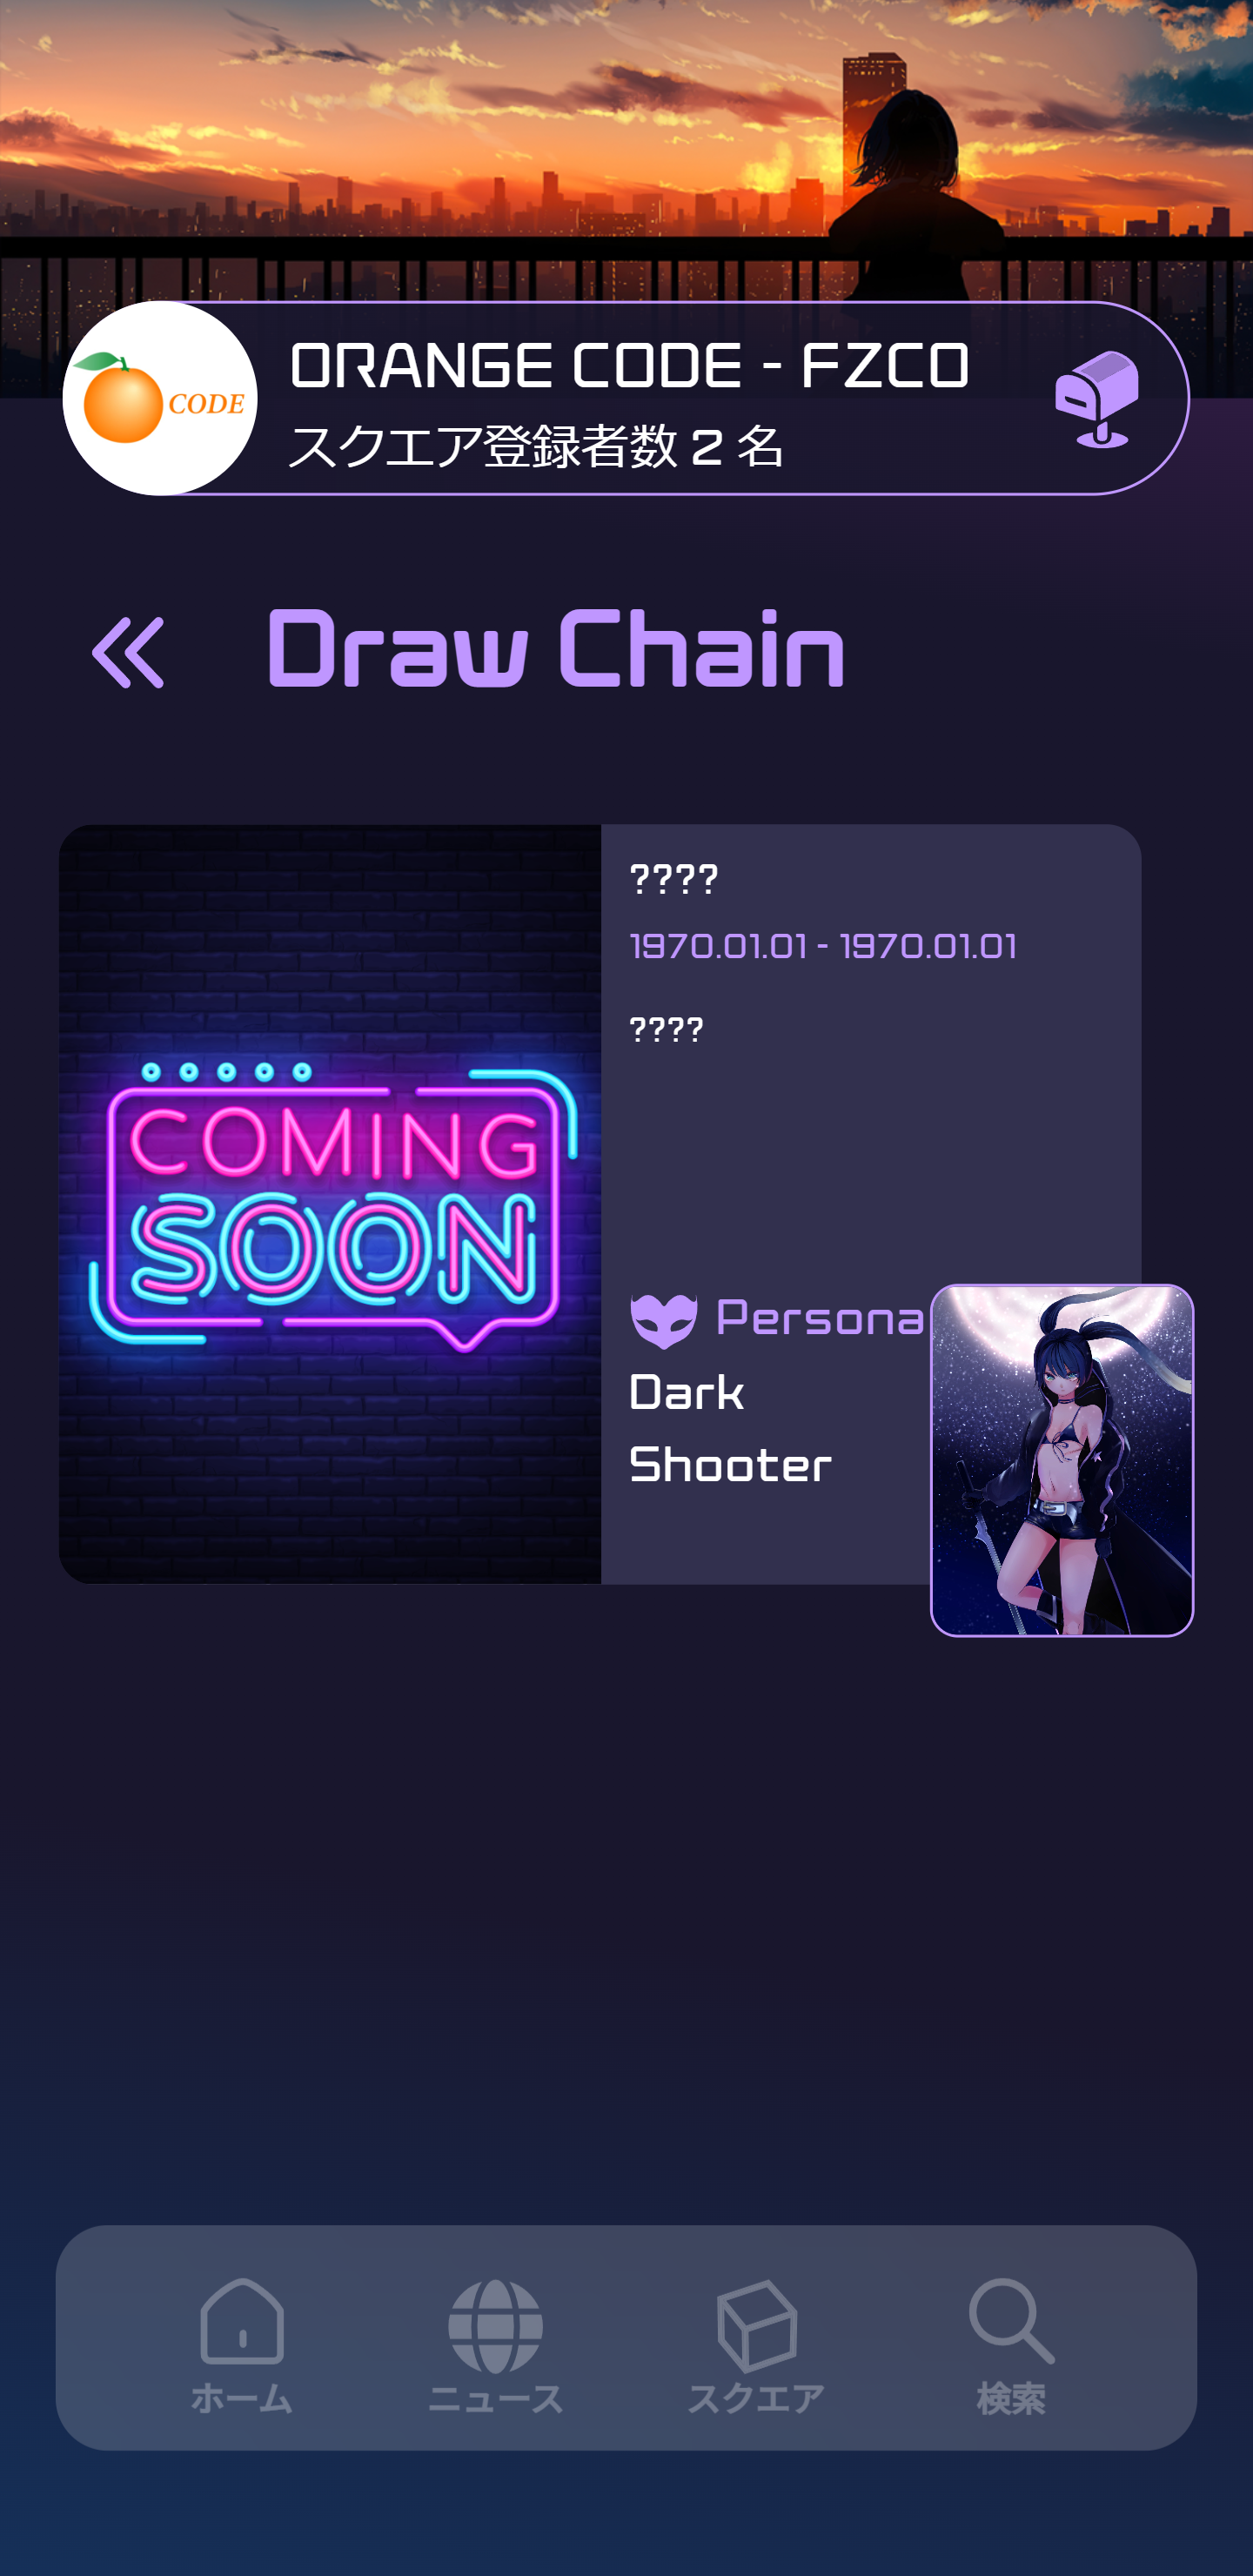 CODE
ORANGE CODE - FZCO
スクエア登録者数 2 名
Draw Chain
COMING
SOON
????
1970.01.01 - 1970.01.01
????
Persona
Dark
Shooter
ホーム
ニュース
スクエア
検索